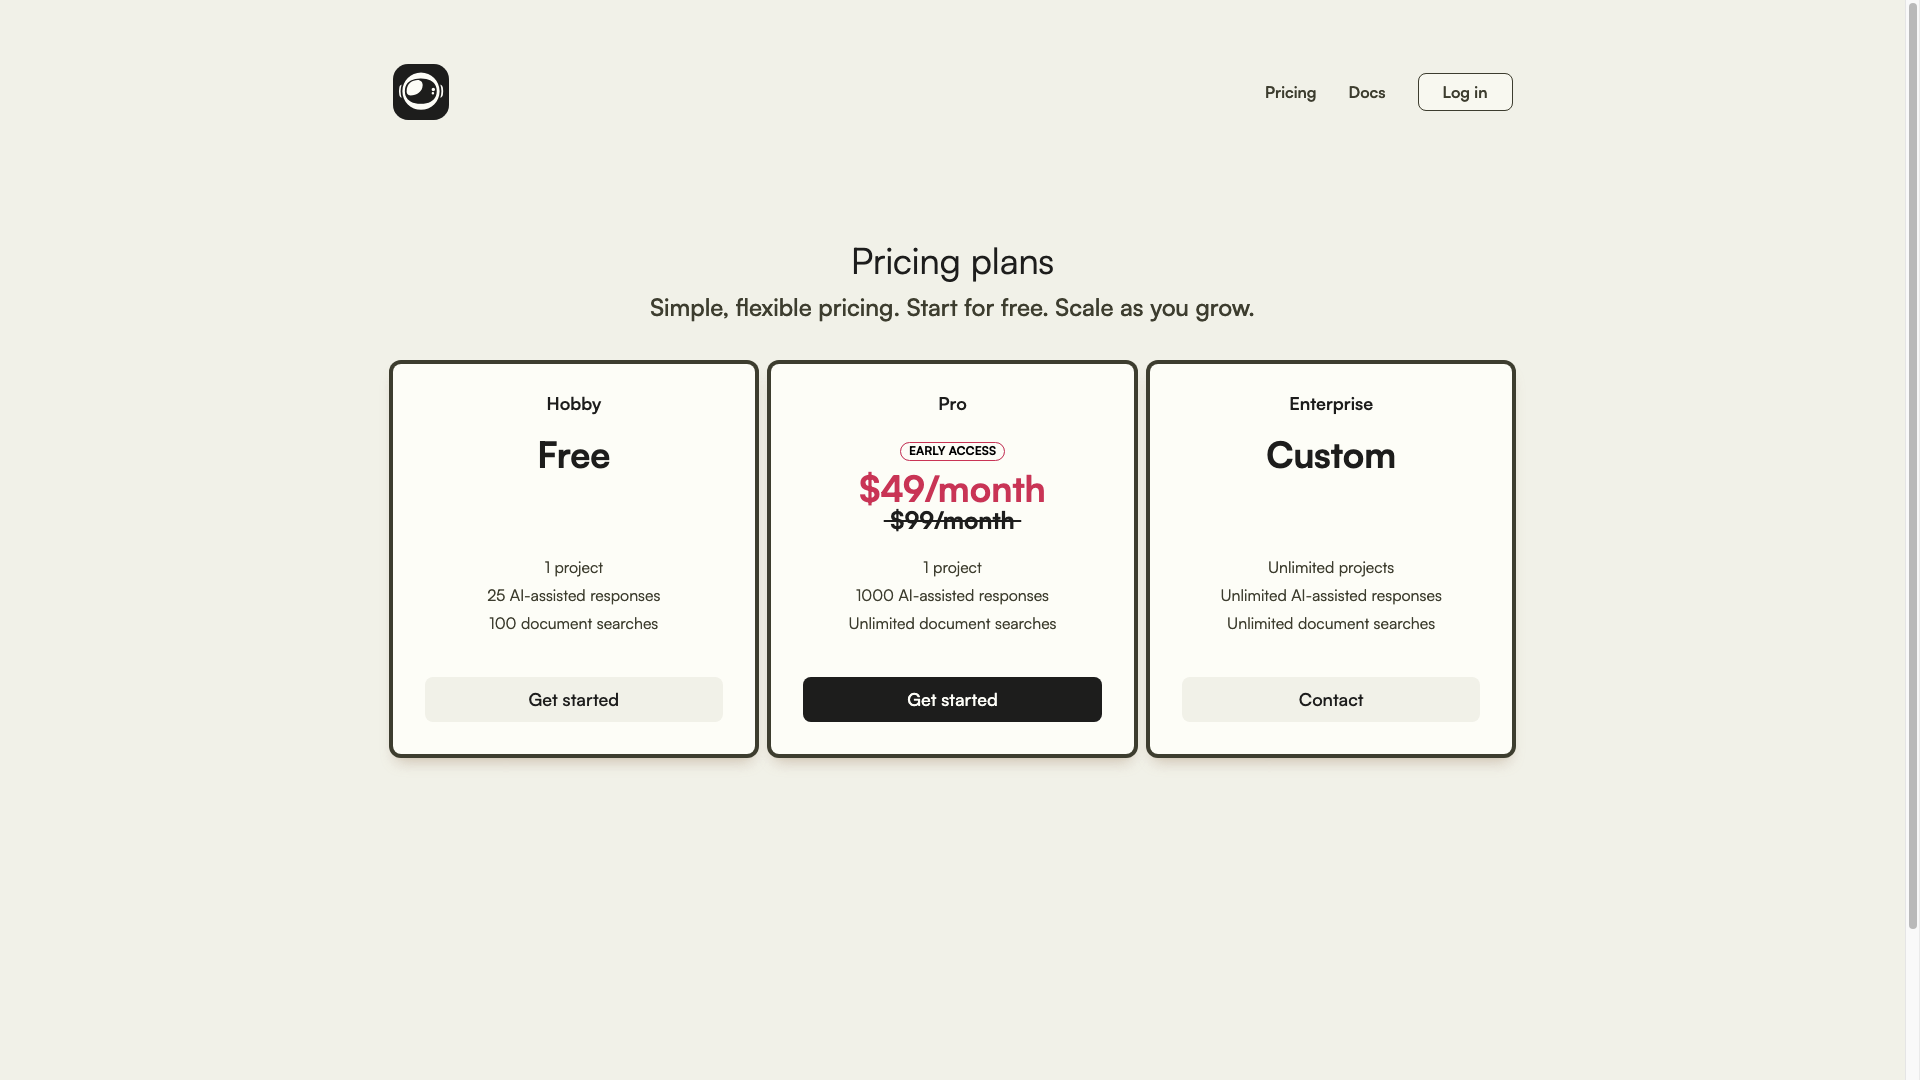 Pricing
Docs
Log in
Pricing plans
Simple, flexible pricing. Start for free. Scale as you grow.
Hobby
Free
1 project
25 AI-assisted responses
100 document searches
Get started
Pro
EARLY ACCESS
$49/month
$99/month
1 project
1000 AI-assisted responses
Unlimited document searches
Get started
Enterprise
Custom
Unlimited projects
Unlimited AI-assisted responses
Unlimited document searches
Contact